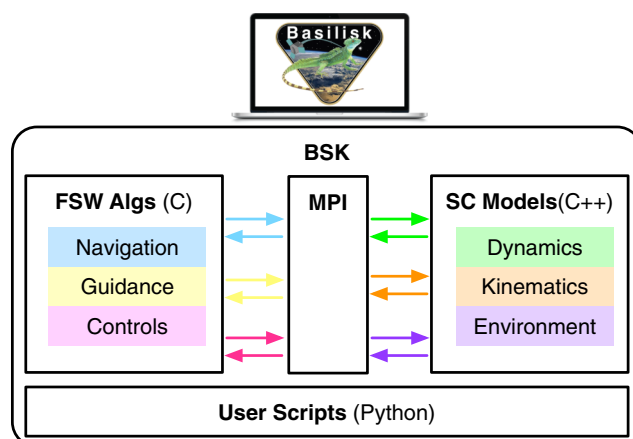 Basilisk
BSK
FSW Algs (C)
Navigation
Guidance
Controls
MPI
SC Models(C++)
Dynamics
Kinematics
Environment
User Scripts (Python)